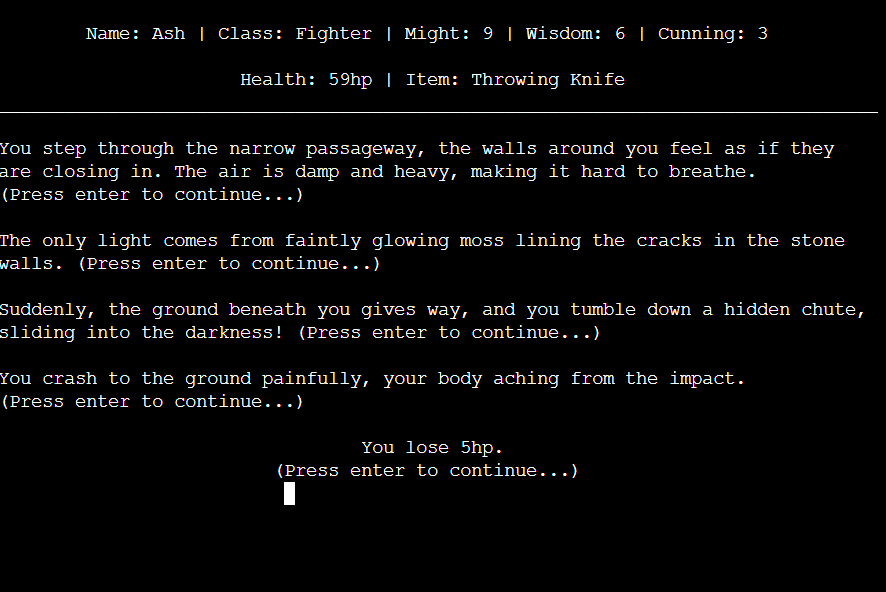 Name: Ash | Class: Fighter | Might: 9 | Wisdom: 6 | Cunning: 3
Health: 59hp | Item: Throwing Knife
You step through the narrow passageway, the walls around you feel as if they
are closing in. The air is damp and heavy, making it hard to breathe.
(Press enter to continue...)
The only light comes from faintly glowing moss lining the cracks in the stone
walls. (Press enter to continue...)
Suddenly, the ground beneath you gives way, and you tumble down a hidden chute,
sliding into the darkness! (Press enter to continue...)
You crash to the ground painfully, your body aching from the impact.
(Press enter to continue...)
You lose 5hp.
(Press enter to continue...)